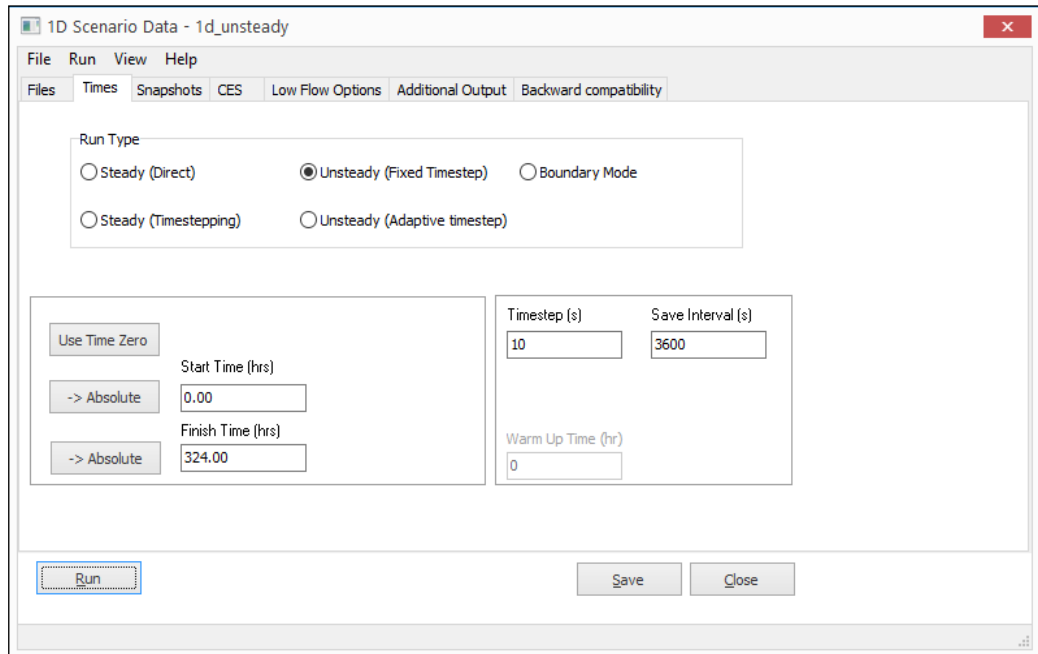 1D Scenario Data - 1d_unsteady
File Run View Help
Files Times Snapshots CES Low Flow Options Additional Output Backward compatibility
Run Type
Steady (Direct) Unsteady (Fixed Timestep) Boundary Mode
Steady (Timestepping) Unsteady (Adaptive timestep)
Use Time Zero
Start Time (hrs)
-> Absolute 0.00
Finish Time (hrs)
-> Absolute 324.00
Timestep (s) Save Interval (s)
10 3600
Warm Up Time (hr)
0
Run Save Close